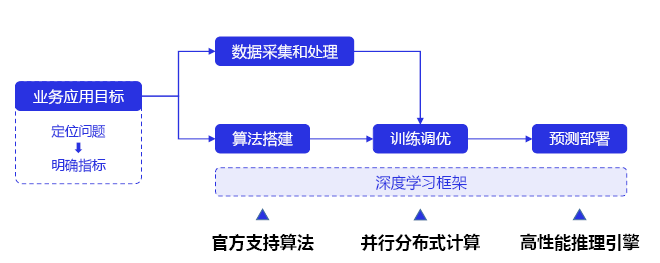 数据采集和处理
业务应用目标
定位问题
明确指标
算法搭建
训练调优
预测部署
深度学习框架
官方支持算法
并行分布式计算
高性能推理引擎